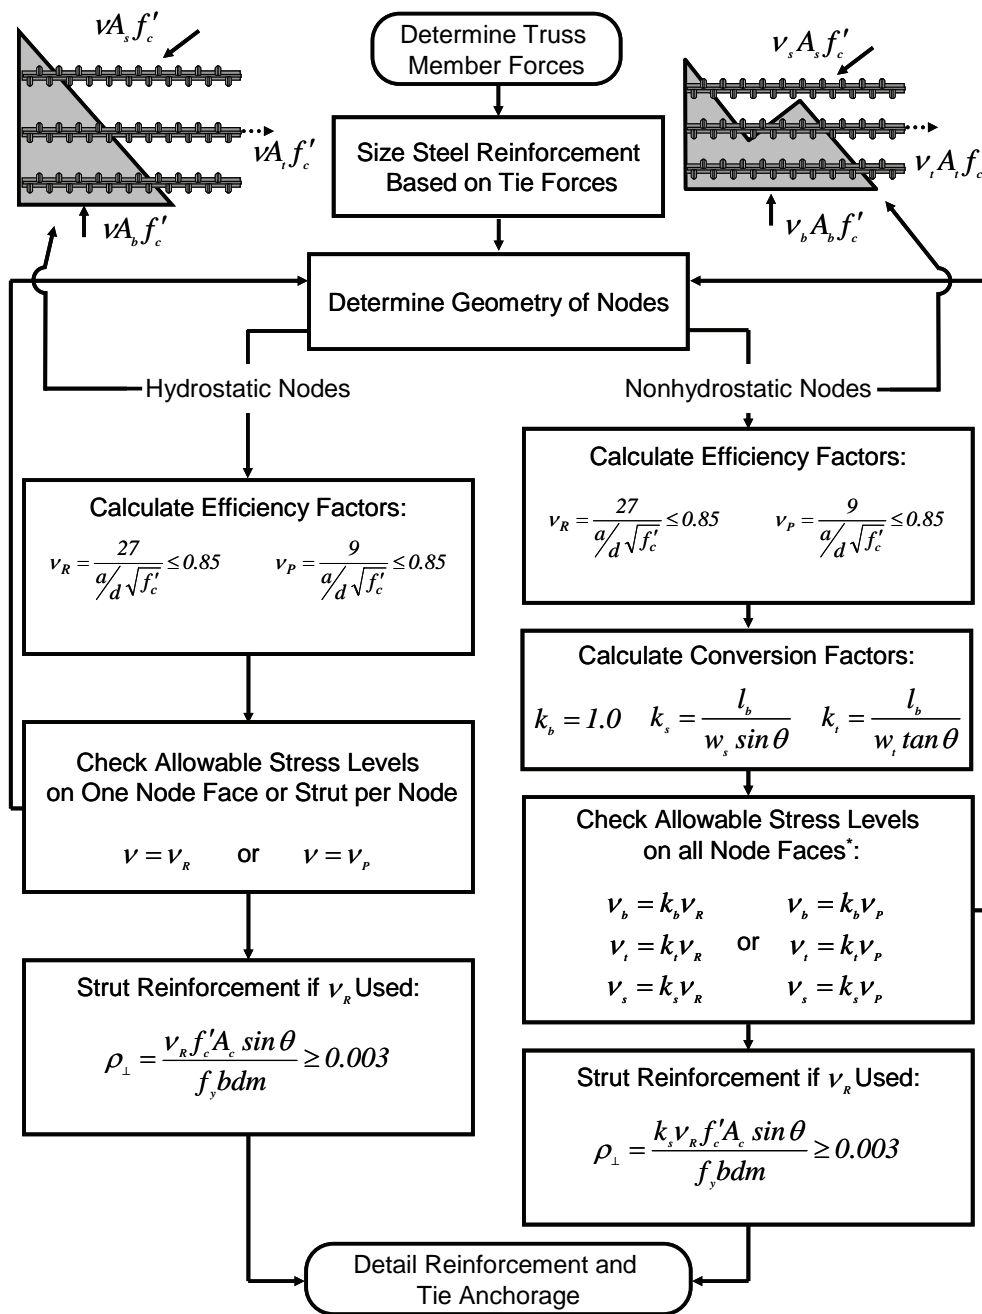 νA_s f'_c
νA_t f'_c
νA_b f'_c
Determine Truss
Member Forces
ν_s A_s f'_c
ν_t A_t f_c
ν_b A_b f'_c
Size Steel Reinforcement
Based on Tie Forces
Determine Geometry of Nodes
Hydrostatic Nodes
Nonhydrostatic Nodes
Calculate Efficiency Factors:
ν_R = 27 / (a/d √f'_c) ≤ 0.85 ν_P = 9 / (a/d √f'_c) ≤ 0.85
Check Allowable Stress Levels
on One Node Face or Strut per Node
ν = ν_R or ν = ν_P
Strut Reinforcement if ν_R Used:
ρ_⊥ = ν_R f'_c A_c sin θ / f_y bdm ≥ 0.003
Calculate Efficiency Factors:
ν_R = 27 / (a/d √f'_c) ≤ 0.85 ν_P = 9 / (a/d √f'_c) ≤ 0.85
Calculate Conversion Factors:
k_b = 1.0 k_s = l_b / w_s sin θ k_t = l_b / w_t tan θ
Check Allowable Stress Levels
on all Node Faces*:
ν_b = k_b ν_R ν_b = k_b ν_P
ν_t = k_t ν_R or ν_t = k_t ν_P
ν_s = k_s ν_R ν_s = k_s ν_P
Strut Reinforcement if ν_R Used:
ρ_⊥ = k_s ν_R f'_c A_c sin θ / f_y bdm ≥ 0.003
Detail Reinforcement and
Tie Anchorage